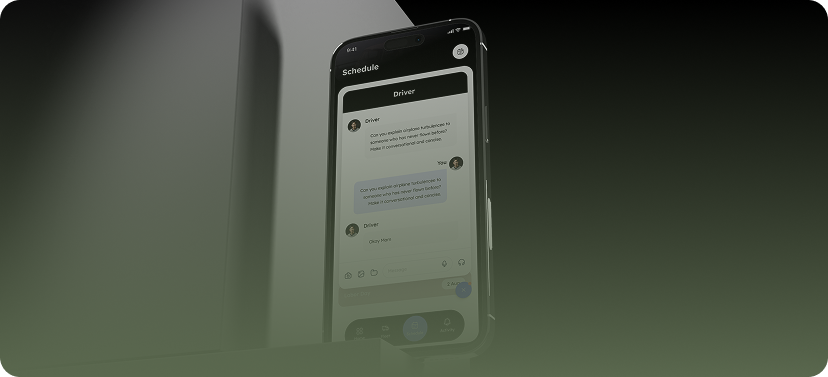 9:41
Schedule
Driver
Driver
Can you explain airplane turbulences to
someone who has never flown before?
Make it conversational and concise.
You
Can you explain airplane turbulences to
someone who has never flown before?
Make it conversational and concise.
Driver
Okay then